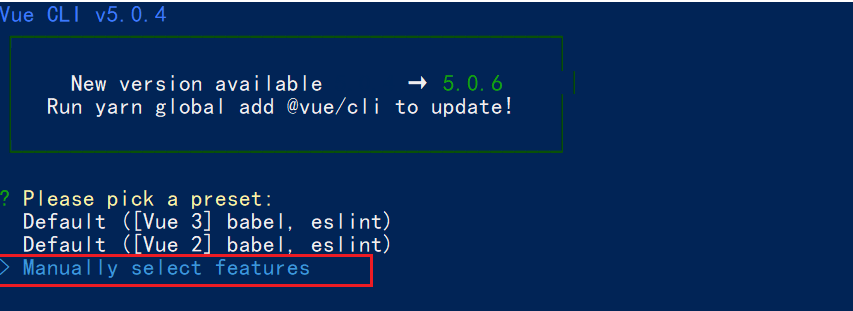 Vue CLI v5.0.4
New version available → 5.0.6
Run yarn global add @vue/cli to update!
? Please pick a preset:
Default ([Vue 3] babel, eslint)
Default ([Vue 2] babel, eslint)
> Manually select features